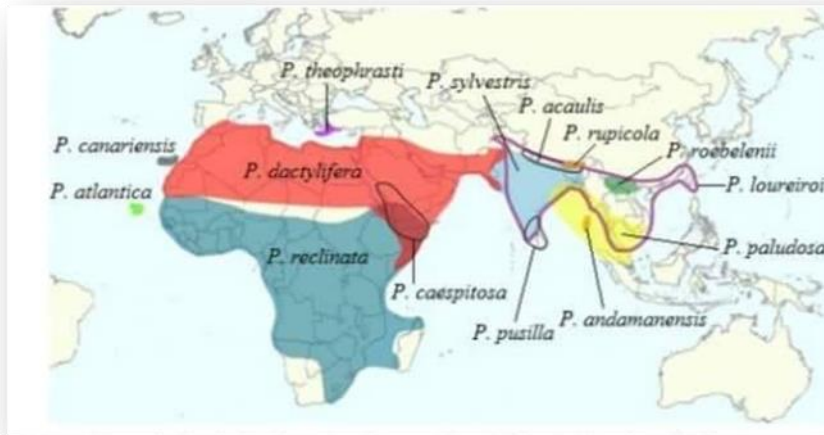 P. theophrasti
P. sylvestris
P. acaulis
P. rupicola
P. canariensis
P. roebelenii
P. dactylifera
P. atlantica
P. loureiroi
P. reclinata
P. paludosa
P. caespitosa
P. andamanensis
P. pusilla